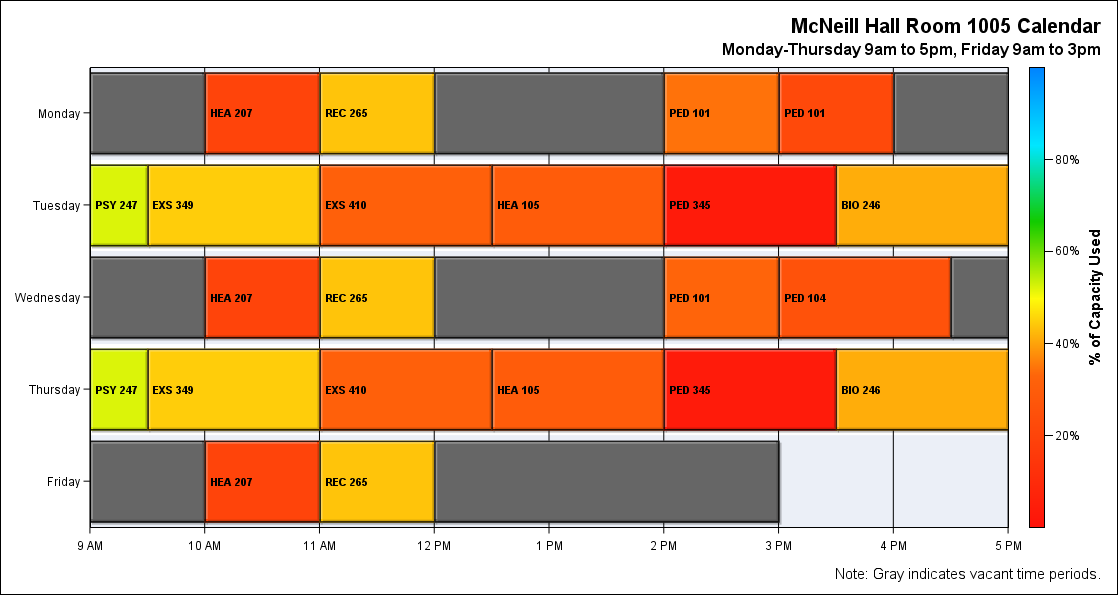 McNeill Hall Room 1005 Calendar
Monday-Thursday 9am to 5pm, Friday 9am to 3pm
Monday HEA 207 REC 265 PED 101 PED 101
80%
Tuesday PSY 247 EXS 349 EXS 410 HEA 105 PED 345 BIO 246
60%
% of Capacity Used
Wednesday HEA 207 REC 265 PED 101 PED 104
40%
Thursday PSY 247 EXS 349 EXS 410 HEA 105 PED 345 BIO 246
20%
Friday HEA 207 REC 265
9 AM 10 AM 11 AM 12 PM 1 PM 2 PM 3 PM 4 PM 5 PM
Note: Gray indicates vacant time periods.